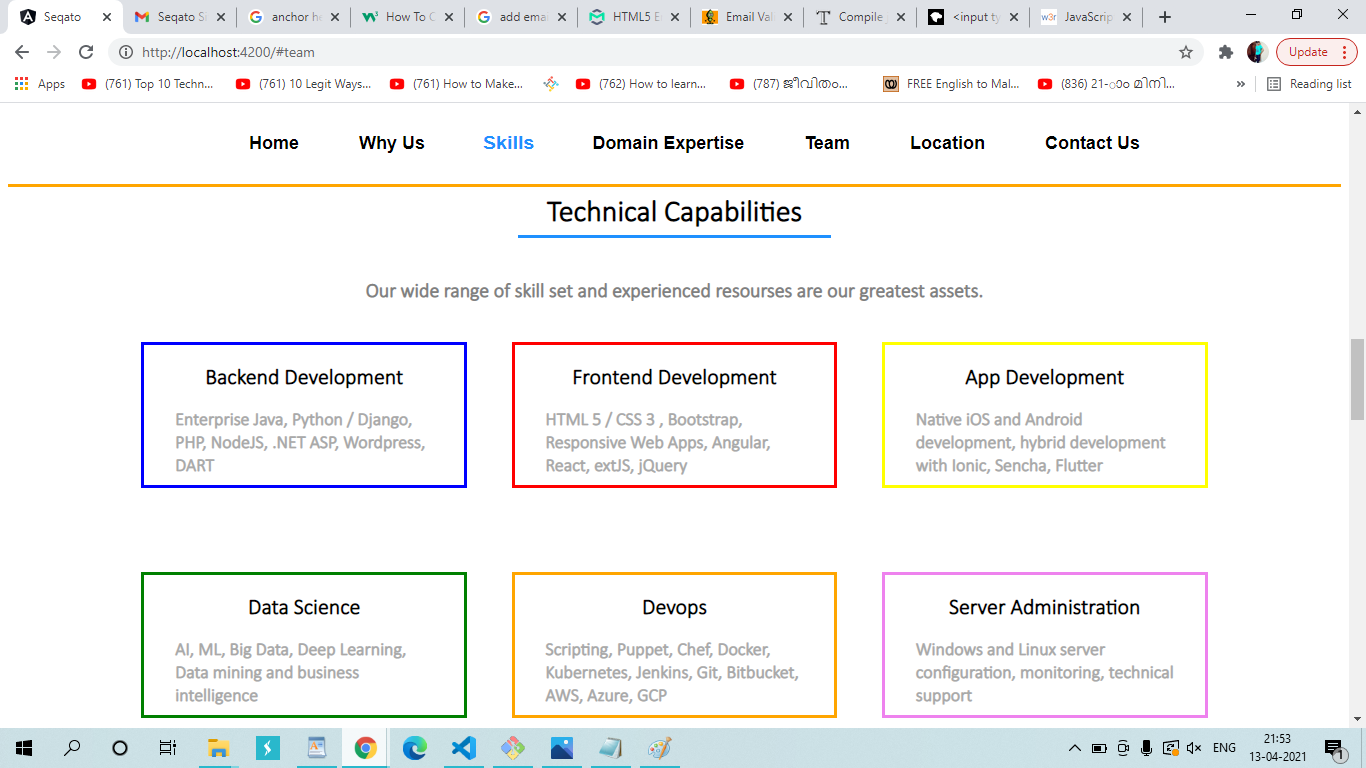 Seqato
Seqato Si
anchor he
How To C
add emai
HTML5 E
Email Val
Compile J
<input ty
w3r
JavaScrip
http://localhost:4200/#team
Update
Apps
(761) Top 10 Techn...
(761) 10 Legit Ways...
(761) How to Make...
(762) How to learn...
(787) ജീവിതം...
FREE English to Mal...
(836) 21-ാം മിനി...
»
Reading list
Home
Why Us
Skills
Domain Expertise
Team
Location
Contact Us
Technical Capabilities
Our wide range of skill set and experienced resourses are our greatest assets.
Backend Development
Enterprise Java, Python / Django,
PHP, NodeJS, .NET ASP, Wordpress,
DART
Frontend Development
HTML 5 / CSS 3 , Bootstrap,
Responsive Web Apps, Angular,
React, extJS, jQuery
App Development
Native iOS and Android
development, hybrid development
with Ionic, Sencha, Flutter
Data Science
AI, ML, Big Data, Deep Learning,
Data mining and business
intelligence
Devops
Scripting, Puppet, Chef, Docker,
Kubernetes, Jenkins, Git, Bitbucket,
AWS, Azure, GCP
Server Administration
Windows and Linux server
configuration, monitoring, technical
support
ENG
21:53
13-04-2021
1